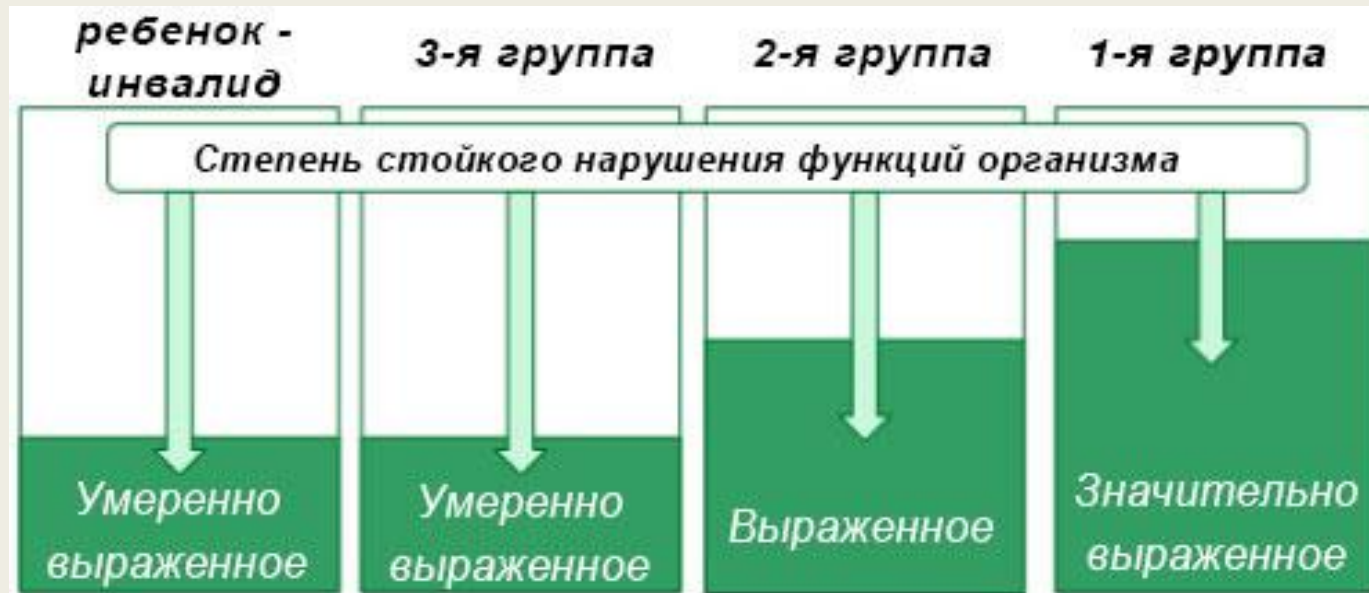 ребенок -
инвалид
3-я группа
2-я группа
1-я группа
Степень стойкого нарушения функций организма
Умеренно
выраженное
Умеренно
выраженное
Выраженное
Значительно
выраженное